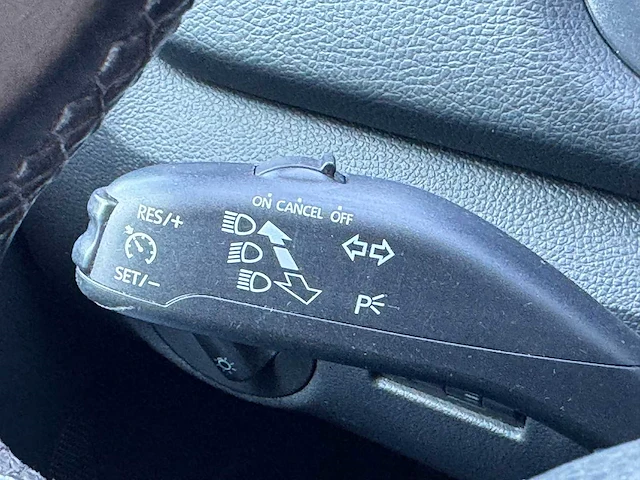 ON CANCEL OFF
RES/+
SET/−
P